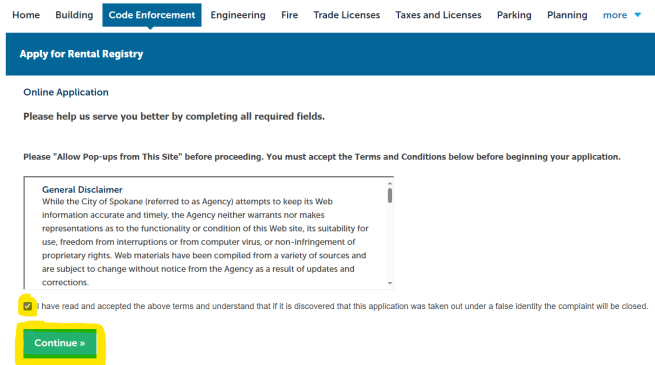 Home Building Code Enforcement Engineering Fire Trade Licenses Taxes and Licenses Parking Planning more
Apply for Rental Registry
Online Application
Please help us serve you better by completing all required fields.
Please "Allow Pop-ups from This Site" before proceeding. You must accept the Terms and Conditions below before beginning your application.
General Disclaimer
While the City of Spokane (referred to as Agency) attempts to keep its Web
information accurate and timely, the Agency neither warrants nor makes
representations as to the functionality or condition of this Web site, its suitability for
use, freedom from interruptions or from computer virus, or non-infringement of
proprietary rights. Web materials have been compiled from a variety of sources and
are subject to change without notice from the Agency as a result of updates and
corrections.
I have read and accepted the above terms and understand that if it is discovered that this application was taken out under a false identity the complaint will be closed.
Continue »